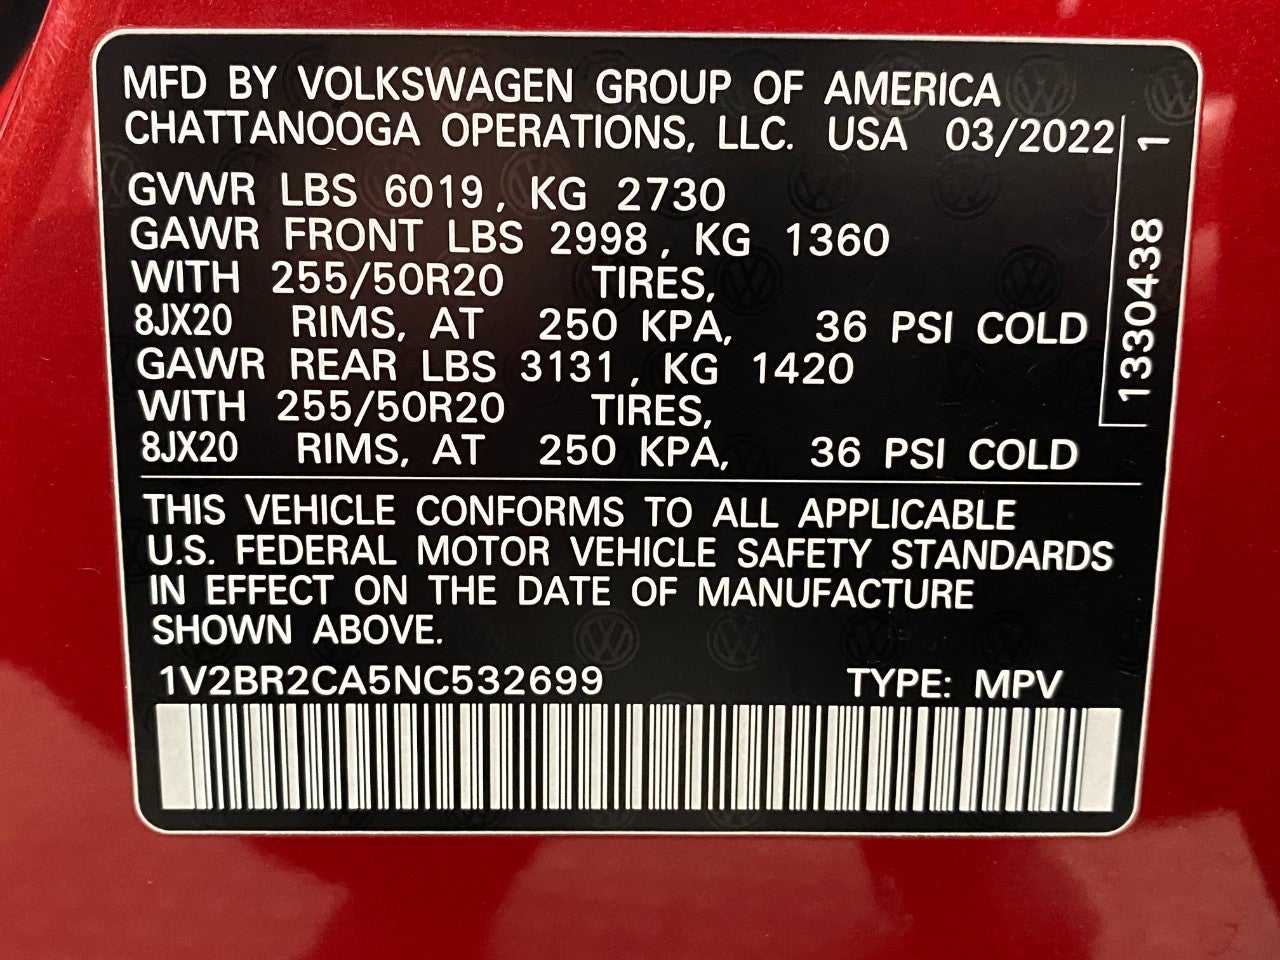 MFD BY VOLKSWAGEN GROUP OF AMERICA
CHATTANOOGA OPERATIONS, LLC. USA 03/2022
GVWR LBS 6019, KG 2730
GAWR FRONT LBS 2998, KG 1360
WITH 255/50R20 TIRES,
8JX20 RIMS, AT 250 KPA, 36 PSI COLD
GAWR REAR LBS 3131, KG 1420
WITH 255/50R20 TIRES,
8JX20 RIMS, AT 250 KPA, 36 PSI COLD
1330438 1
THIS VEHICLE CONFORMS TO ALL APPLICABLE
U.S. FEDERAL MOTOR VEHICLE SAFETY STANDARDS
IN EFFECT ON THE DATE OF MANUFACTURE
SHOWN ABOVE.
1V2BR2CA5NC532699 TYPE: MPV